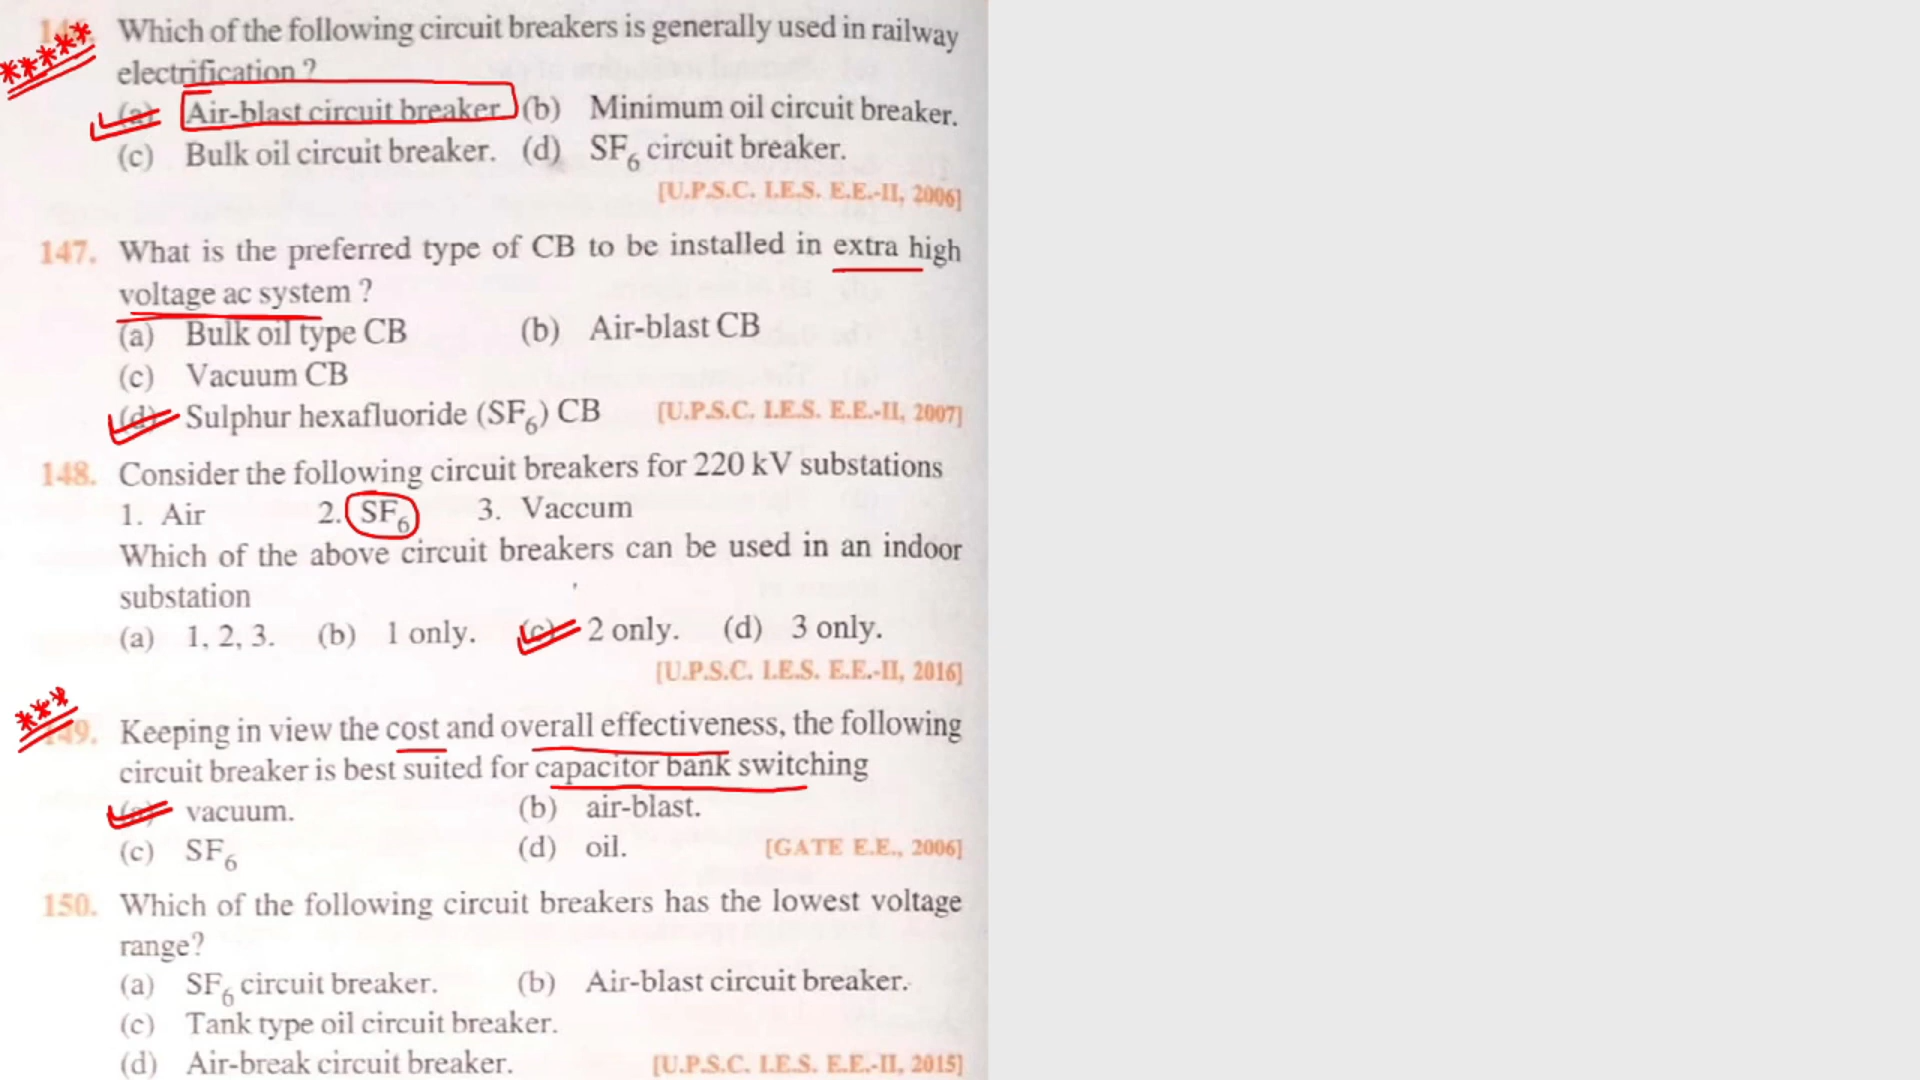 Which of the following circuit breakers is generally used in railway
electrification ?
(a) Air-blast circuit breaker. (b) Minimum oil circuit breaker.
(c) Bulk oil circuit breaker. (d) SF6 circuit breaker.
[U.P.S.C. I.E.S. E.E.-II, 2006]
147. What is the preferred type of CB to be installed in extra high
voltage ac system ?
(a) Bulk oil type CB (b) Air-blast CB
(c) Vacuum CB
(d) Sulphur hexafluoride (SF6) CB [U.P.S.C. I.E.S. E.E.-II, 2007]
148. Consider the following circuit breakers for 220 kV substations
1. Air 2. SF6 3. Vaccum
Which of the above circuit breakers can be used in an indoor
substation
(a) 1, 2, 3. (b) 1 only. (c) 2 only. (d) 3 only.
[U.P.S.C. I.E.S. E.E.-II, 2016]
149. Keeping in view the cost and overall effectiveness, the following
circuit breaker is best suited for capacitor bank switching
(a) vacuum. (b) air-blast.
(c) SF6 (d) oil. [GATE E.E., 2006]
150. Which of the following circuit breakers has the lowest voltage
range?
(a) SF6 circuit breaker. (b) Air-blast circuit breaker.
(c) Tank type oil circuit breaker.
(d) Air-break circuit breaker. [U.P.S.C. I.E.S. E.E.-II, 2015]